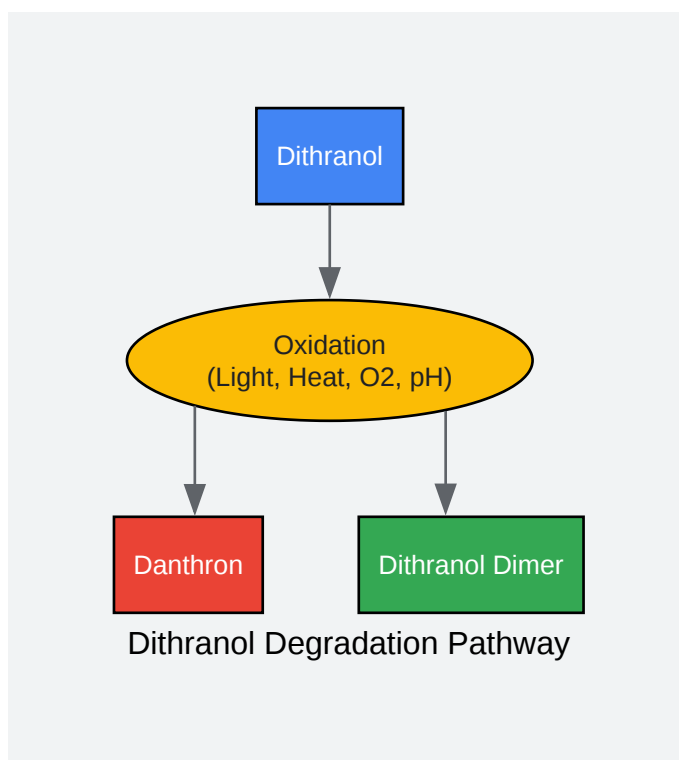 Dithranol
Oxidation
(Light, Heat, O2, pH)
Danthron
Dithranol Dimer
Dithranol Degradation Pathway